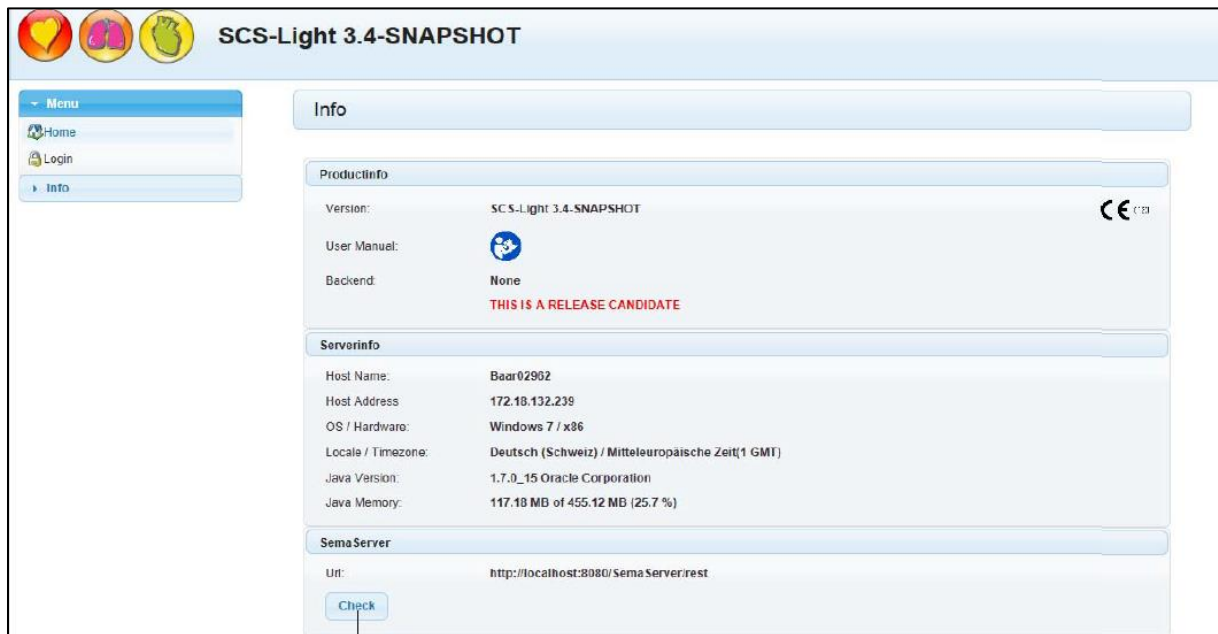 SCS-Light 3.4-SNAPSHOT
Menu
Home
Login
Info
Info
Productinfo
Version: SCS-Light 3.4-SNAPSHOT CE
User Manual:
Backend: None
THIS IS A RELEASE CANDIDATE
Serverinfo
Host Name: Baar02962
Host Address 172.18.132.239
OS / Hardware: Windows 7 / x86
Locale / Timezone: Deutsch (Schweiz) / Mitteleuropäische Zeit(1 GMT)
Java Version: 1.7.0_15 Oracle Corporation
Java Memory: 117.18 MB of 455.12 MB (25.7 %)
SemaServer
Url: http://localhost:8080/SemaServer/rest
Check